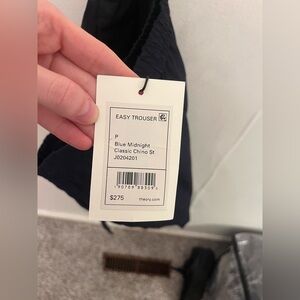 EASY TROUSER
P
Blue Midnight
Classic Chino St
J0204201
$275
theory.com